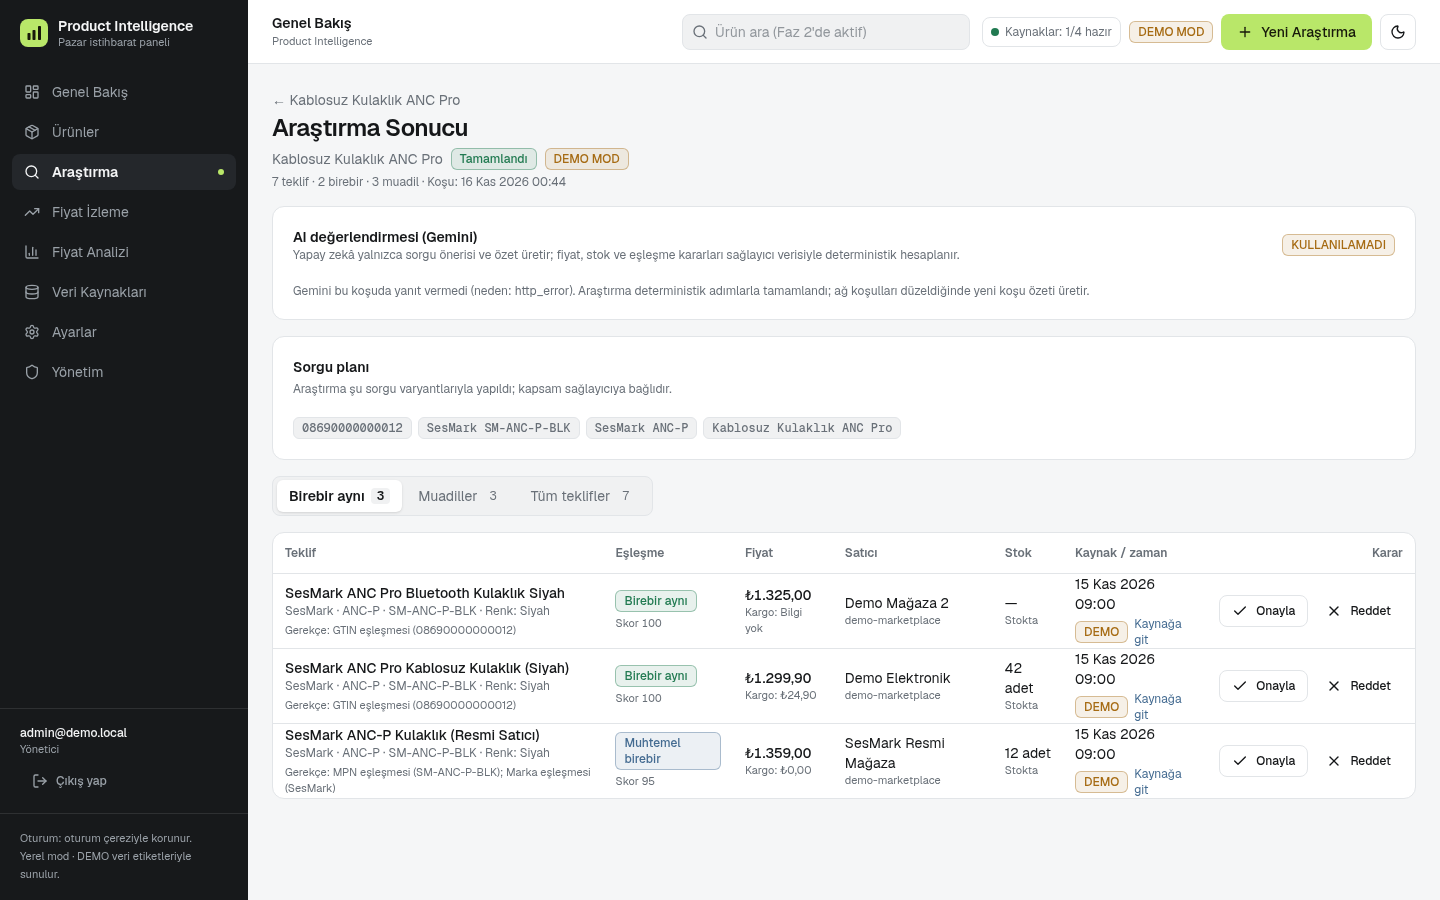 Product Intelligence
Pazar istihbarat paneli
Genel Bakış
Ürünler
Araştırma
Fiyat İzleme
Fiyat Analizi
Veri Kaynakları
Ayarlar
Yönetim
admin@demo.local
Yönetici
Çıkış yap
Oturum: oturum çereziyle korunur.
Yerel mod · DEMO veri etiketleriyle
sunulur.
Genel Bakış
Product Intelligence
Ürün ara (Faz 2'de aktif)
Kaynaklar: 1/4 hazır
DEMO MOD
Yeni Araştırma
← Kablosuz Kulaklık ANC Pro
Araştırma Sonucu
Kablosuz Kulaklık ANC Pro Tamamlandı DEMO MOD
7 teklif · 2 birebir · 3 muadil · Koşu: 16 Kas 2026 00:44
AI değerlendirmesi (Gemini)
Yapay zekâ yalnızca sorgu önerisi ve özet üretir; fiyat, stok ve eşleşme kararları sağlayıcı verisiyle deterministik hesaplanır.
KULLANILAMADI
Gemini bu koşuda yanıt vermedi (neden: http_error). Araştırma deterministik adımlarla tamamlandı; ağ koşulları düzeldiğinde yeni koşu özeti üretir.
Sorgu planı
Araştırma şu sorgu varyantlarıyla yapıldı; kapsam sağlayıcıya bağlıdır.
08690000000012 SesMark SM-ANC-P-BLK SesMark ANC-P Kablosuz Kulaklık ANC Pro
Birebir aynı 3 Muadiller 3 Tüm teklifler 7
Teklif Eşleşme Fiyat Satıcı Stok Kaynak / zaman Karar
SesMark ANC Pro Bluetooth Kulaklık Siyah
SesMark · ANC-P · SM-ANC-P-BLK · Renk: Siyah
Gerekçe: GTIN eşleşmesi (08690000000012)
Birebir aynı
Skor 100
₺1.325,00
Kargo: Bilgi
yok
Demo Mağaza 2
demo-marketplace
—
Stokta
15 Kas 2026
09:00
DEMO
Kaynağa
git
Onayla
Reddet
SesMark ANC Pro Kablosuz Kulaklık (Siyah)
SesMark · ANC-P · SM-ANC-P-BLK · Renk: Siyah
Gerekçe: GTIN eşleşmesi (08690000000012)
Birebir aynı
Skor 100
₺1.299,90
Kargo: ₺24,90
Demo Elektronik
demo-marketplace
42
adet
Stokta
15 Kas 2026
09:00
DEMO
Kaynağa
git
Onayla
Reddet
SesMark ANC-P Kulaklık (Resmi Satıcı)
SesMark · ANC-P · SM-ANC-P-BLK · Renk: Siyah
Gerekçe: MPN eşleşmesi (SM-ANC-P-BLK); Marka eşleşmesi
(SesMark)
Muhtemel
birebir
Skor 95
₺1.359,00
Kargo: ₺0,00
SesMark Resmi
Mağaza
demo-marketplace
12 adet
Stokta
15 Kas 2026
09:00
DEMO
Kaynağa
git
Onayla
Reddet